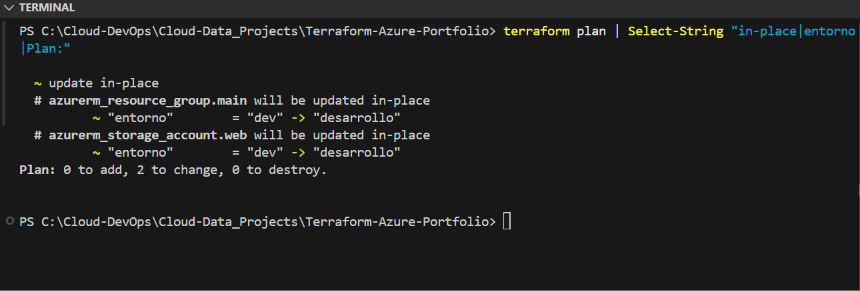 TERMINAL
PS C:\Cloud-DevOps\Cloud-Data_Projects\Terraform-Azure-Portfolio> terraform plan | Select-String "in-place|entorno
|Plan:"
~ update in-place
# azurerm_resource_group.main will be updated in-place
~ "entorno" = "dev" -> "desarrollo"
# azurerm_storage_account.web will be updated in-place
~ "entorno" = "dev" -> "desarrollo"
Plan: 0 to add, 2 to change, 0 to destroy.
PS C:\Cloud-DevOps\Cloud-Data_Projects\Terraform-Azure-Portfolio>